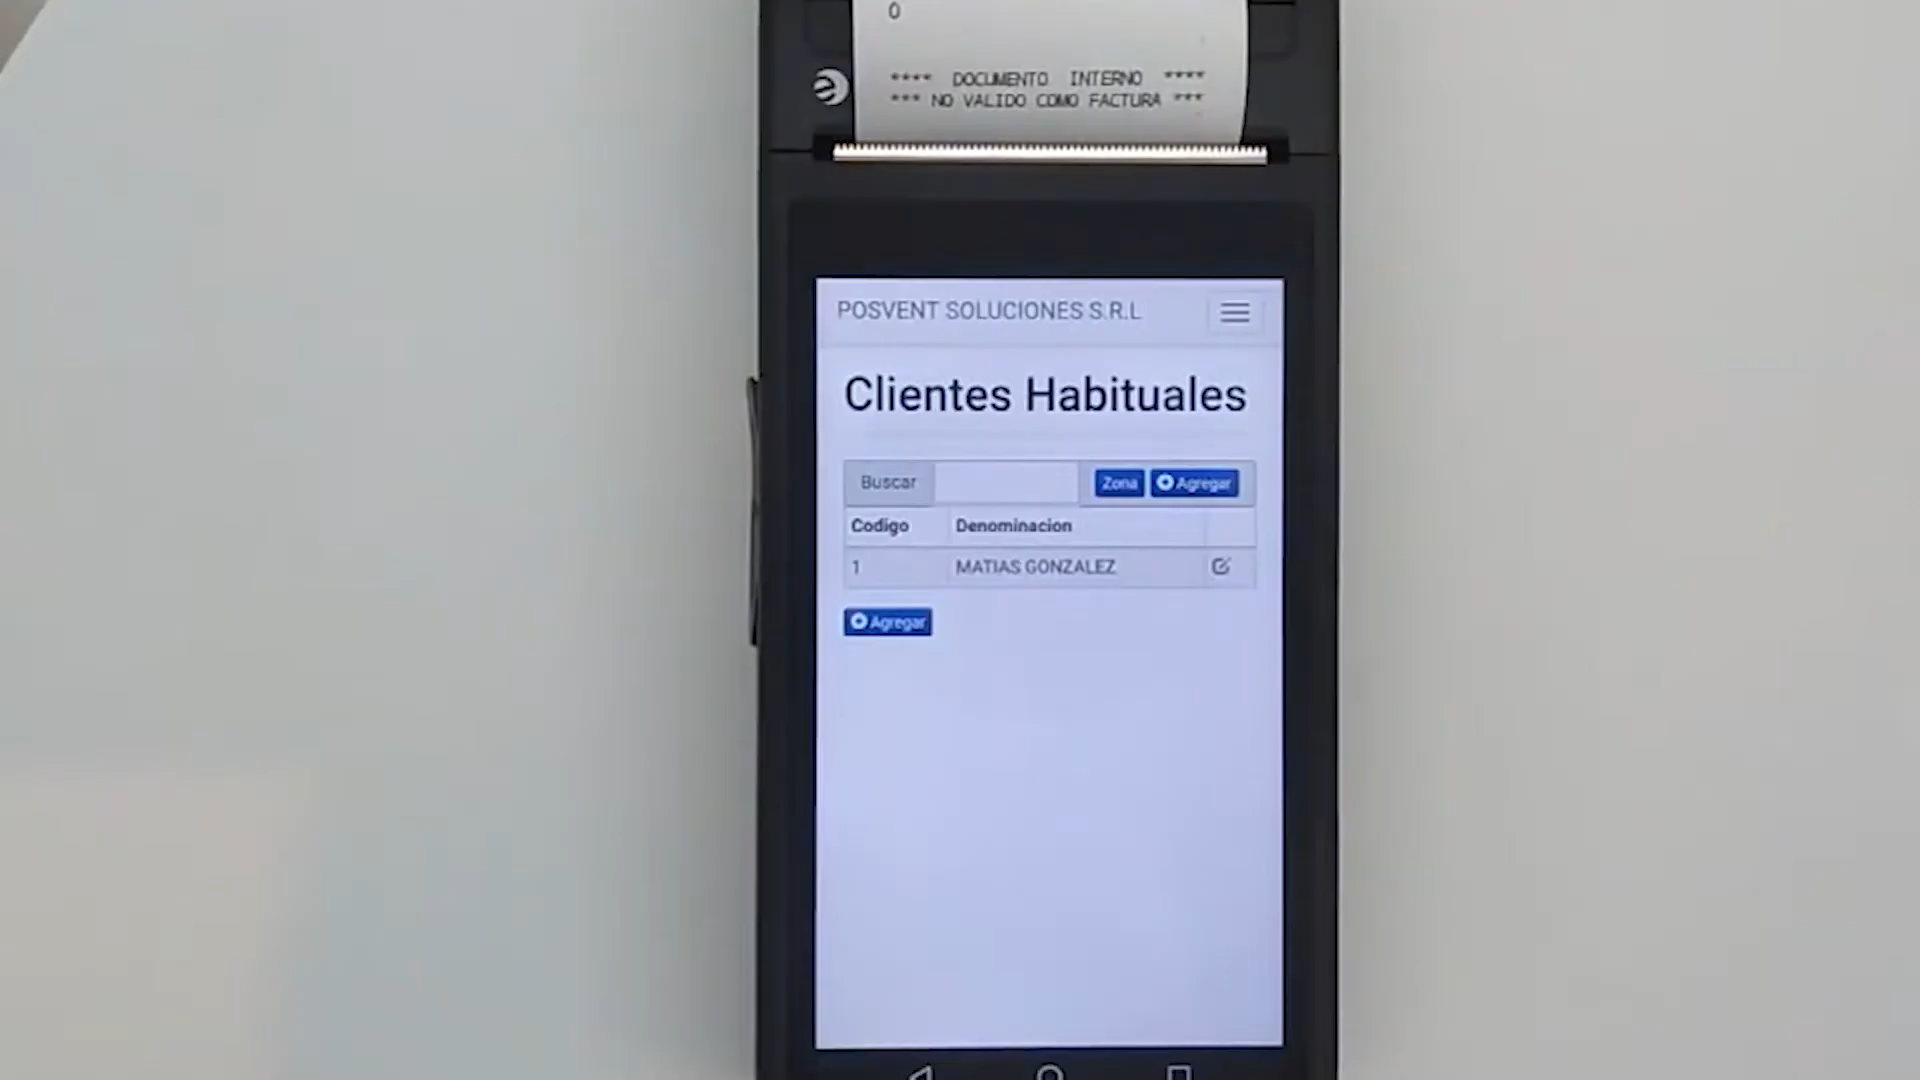 0
**** DOCUMENTO INTERNO ****
*** NO VALIDO COMO FACTURA ***
POSVENT SOLUCIONES S.R.L
Clientes Habituales
Buscar Zona Agregar
Codigo Denominacion
1 MATIAS GONZALEZ
Agregar